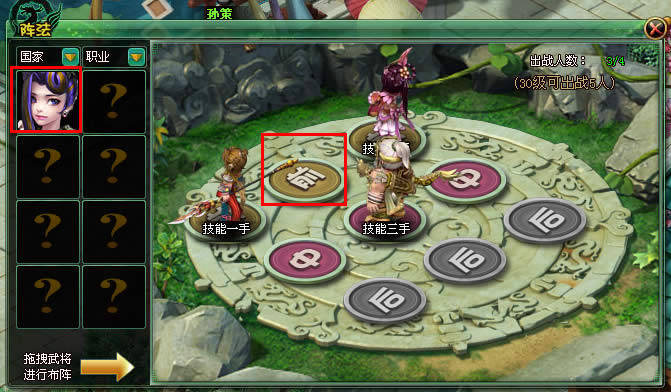 孙策
阵法
国家 职业
出战人数： 3/4
(30级可出战5人)
技
前
中
技能一手
技能三手
后
中
后
后
拖拽武将
进行布阵